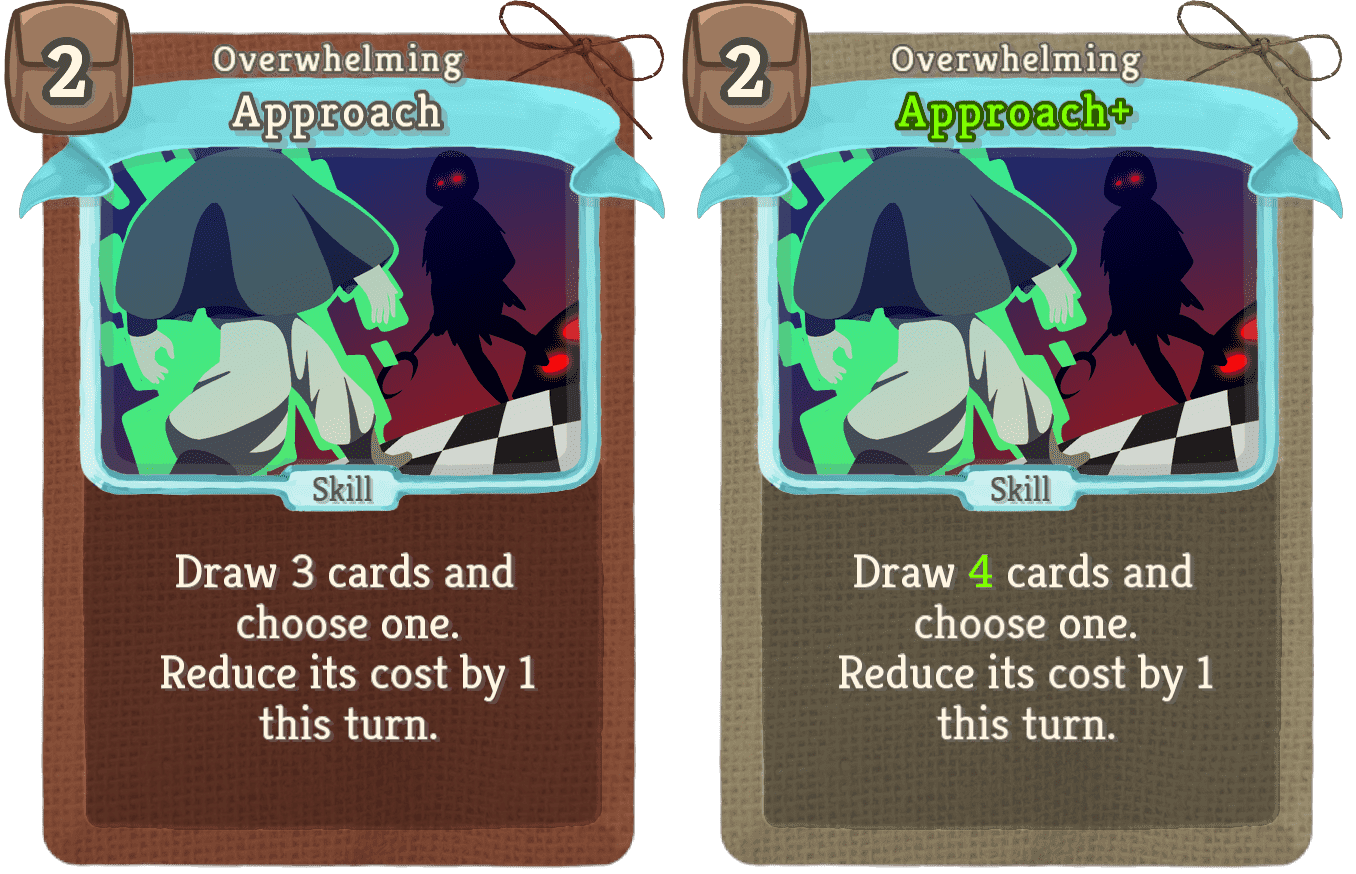 2
Overwhelming
Approach
Skill
Draw 3 cards and
choose one.
Reduce its cost by 1
this turn.
2
Overwhelming
Approach+
Skill
Draw 4 cards and
choose one.
Reduce its cost by 1
this turn.